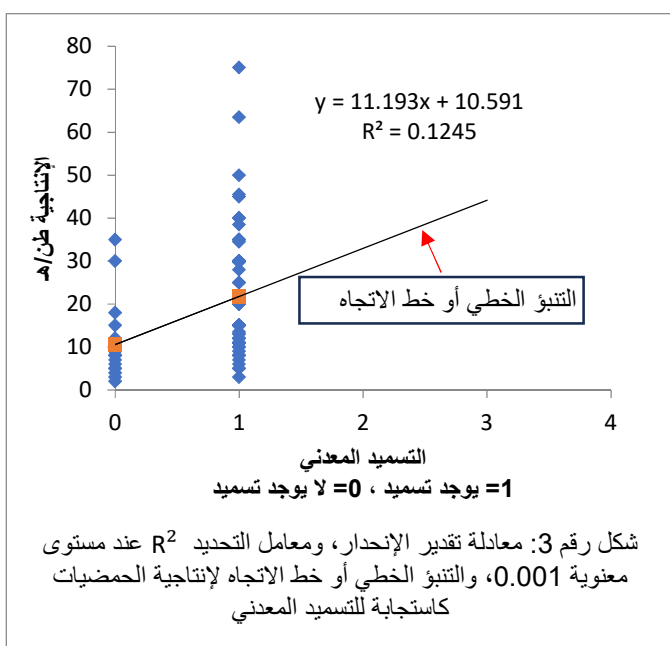 80
70
60
50
40
30
20
10
0
الإنتاجية طن/هـ
y = 11.193x + 10.591
R² = 0.1245
التنبؤ الخطي أو خط الاتجاه
0 1 2 3 4
التسميد المعدني
1= يوجد تسميد ، 0= لا يوجد تسميد
شكل رقم 3: معادلة تقدير الإنحدار، ومعامل التحديد R² عند مستوى
معنوية 0.001، والتنبؤ الخطي أو خط الاتجاه لإنتاجية الحمضيات
كاستجابة للتسميد المعدني